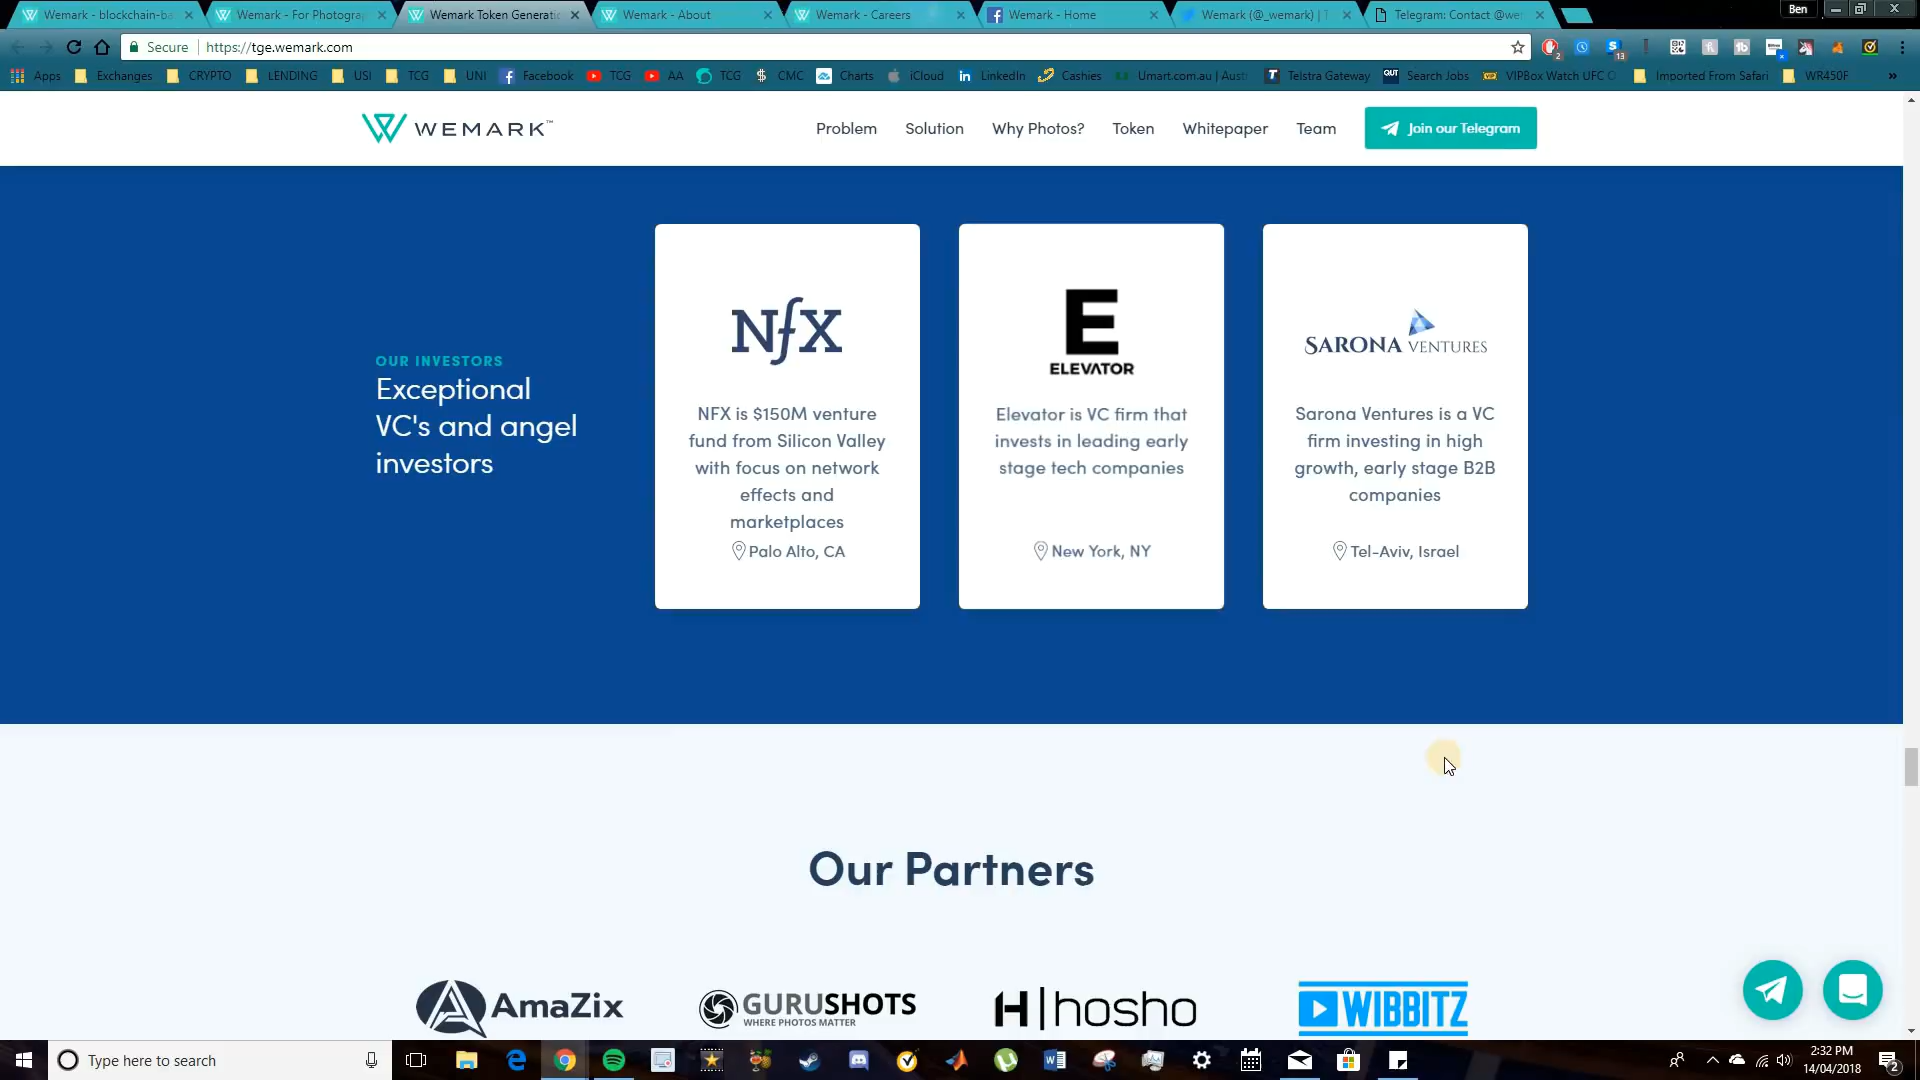 Wemark - blockchain-ba
Wemark - For Photograp
Wemark Token Generatio
Wemark - About
Wemark - Careers
Wemark - Home
Wemark (@_wemark) | T
Telegram: Contact @we
Ben
Secure
https://tge.wemark.com
Apps
Exchanges
CRYPTO
LENDING
USI
TCG
UNI
Facebook
TCG
AA
TCG
CMC
Charts
iCloud
LinkedIn
Cashies
Umart.com.au | Aust
Telstra Gateway
Search Jobs
VIPBox Watch UFC O
Imported From Safari
WR450F
WEMARK™
Problem
Solution
Why Photos?
Token
Whitepaper
Team
Join our Telegram
OUR INVESTORS
Exceptional
VC's and angel
investors
NfX
NFX is $150M venture
fund from Silicon Valley
with focus on network
effects and
marketplaces
Palo Alto, CA
E
ELEVATOR
Elevator is VC firm that
invests in leading early
stage tech companies
New York, NY
SARONA VENTURES
Sarona Ventures is a VC
firm investing in high
growth, early stage B2B
companies
Tel-Aviv, Israel
Our Partners
AmaZix
GURUSHOTS
WHERE PHOTOS MATTER
H|hosho
WIBBITZ
Type here to search
2:32 PM
14/04/2018
2